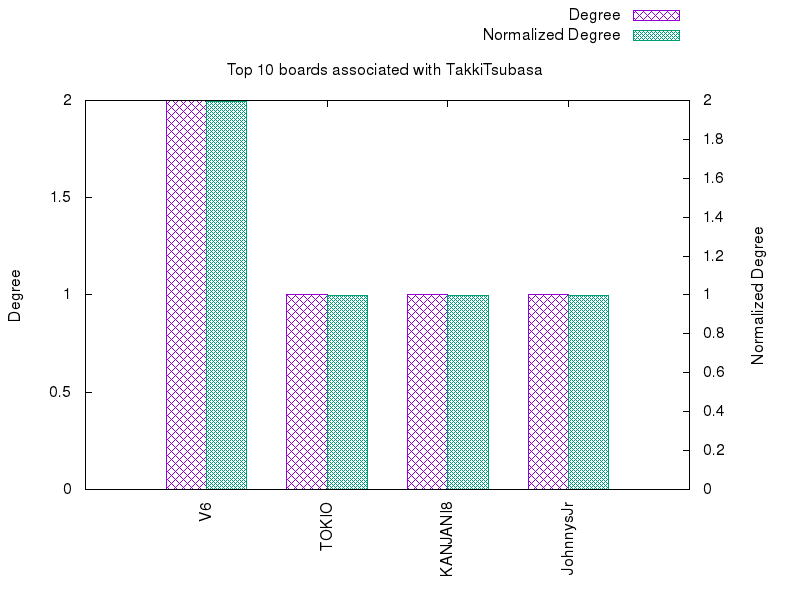 Degree
Normalized Degree
Top 10 boards associated with TakkiTsubasa
2
1.5
1
0.5
0
Degree
2
1.8
1.6
1.4
1.2
1
0.8
0.6
0.4
0.2
0
Normalized Degree
V6
TOKIO
KANJANI8
JohnnysJr